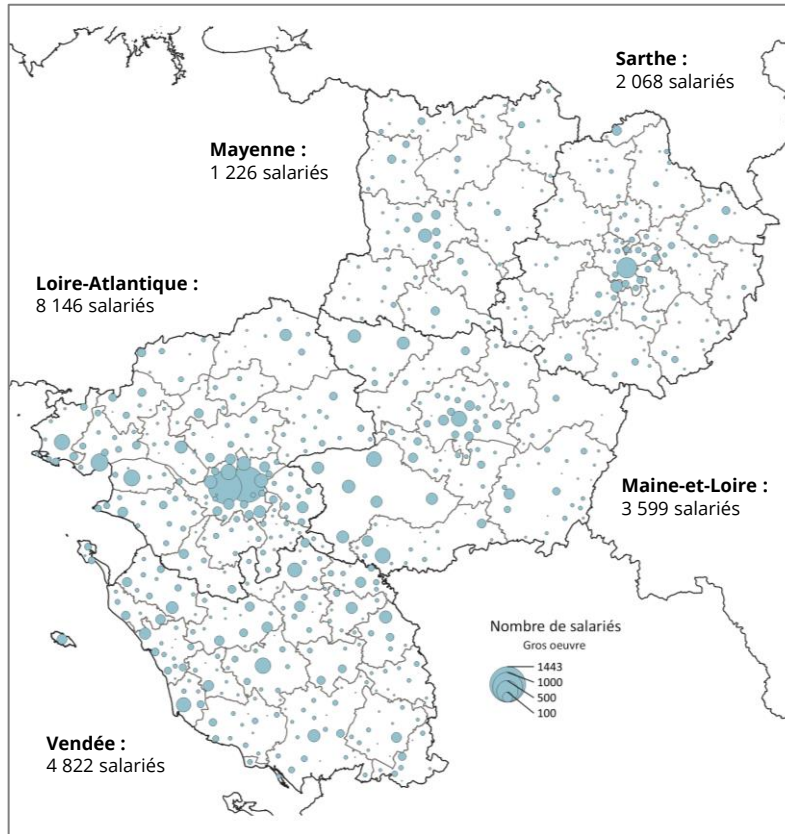 Sarthe :
2 068 salariés
Mayenne :
1 226 salariés
Loire-Atlantique :
8 146 salariés
Maine-et-Loire :
3 599 salariés
Nombre de salariés
Gros oeuvre
1443
1000
500
100
Vendée :
4 822 salariés